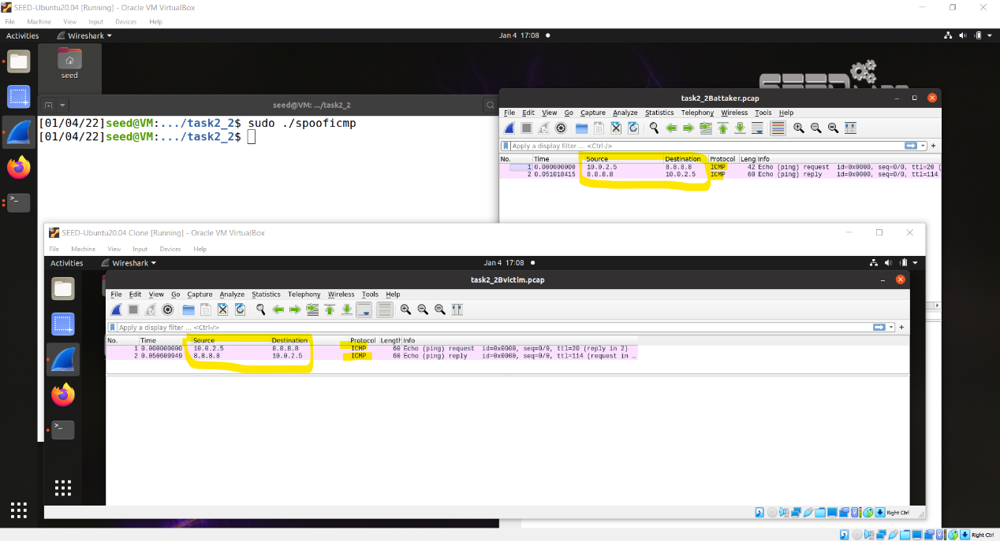 SEED-Ubuntu20.04 [Running] - Oracle VM VirtualBox
File Machine View Input Devices Help
Activities Wireshark Jan 4 17:08
seed
seed@VM: .../task2_2
[01/04/22]seed@VM:.../task2_2$ sudo ./spooficmp
[01/04/22]seed@VM:.../task2_2$
task2_2Battaker.pcap
File Edit View Go Capture Analyze Statistics Telephony Wireless Tools Help
Apply a display filter ... <Ctrl-/>
No. Time Source Destination Protocol Leng Info
1 0.000000000 10.0.2.5 8.8.8.8 ICMP 42 Echo (ping) request id=0x0000, seq=0/0, ttl=20 (
2 0.051018415 8.8.8.8 10.0.2.5 ICMP 60 Echo (ping) reply id=0x0000, seq=0/0, ttl=114
SEED-Ubuntu20.04 Clone [Running] - Oracle VM VirtualBox
File Machine View Input Devices Help
Activities Wireshark Jan 4 17:08
task2_2Bvictim.pcap
File Edit View Go Capture Analyze Statistics Telephony Wireless Tools Help
Apply a display filter ... <Ctrl-/>
No. Time Source Destination Protocol Length Info
1 0.000000000 10.0.2.5 8.8.8.8 ICMP 60 Echo (ping) request id=0x0000, seq=0/0, ttl=20 (reply in 2)
2 0.050609949 8.8.8.8 10.0.2.5 ICMP 60 Echo (ping) reply id=0x0000, seq=0/0, ttl=114 (request in …
Right Ctrl
Right Ctrl